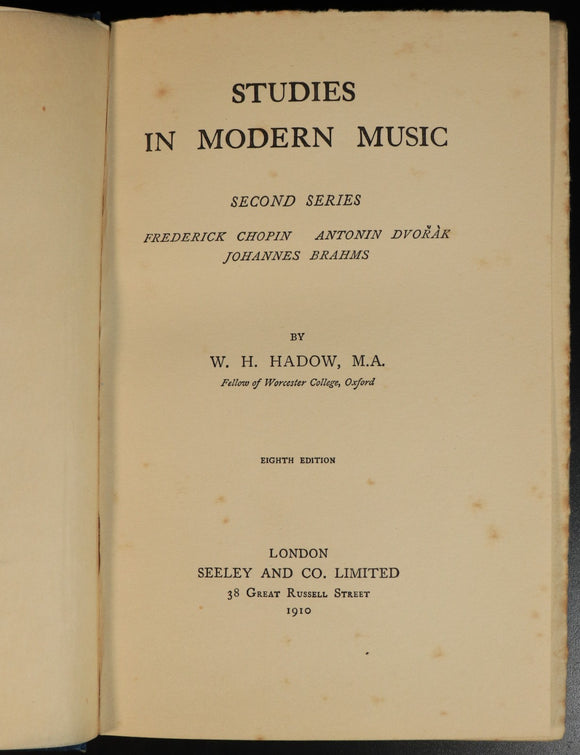 STUDIES
IN MODERN MUSIC
SECOND SERIES
FREDERICK CHOPIN ANTONIN DVOŘÀK
JOHANNES BRAHMS
BY
W. H. HADOW, M.A.
Fellow of Worcester College, Oxford
EIGHTH EDITION
LONDON
SEELEY AND CO. LIMITED
38 GREAT RUSSELL STREET
1910